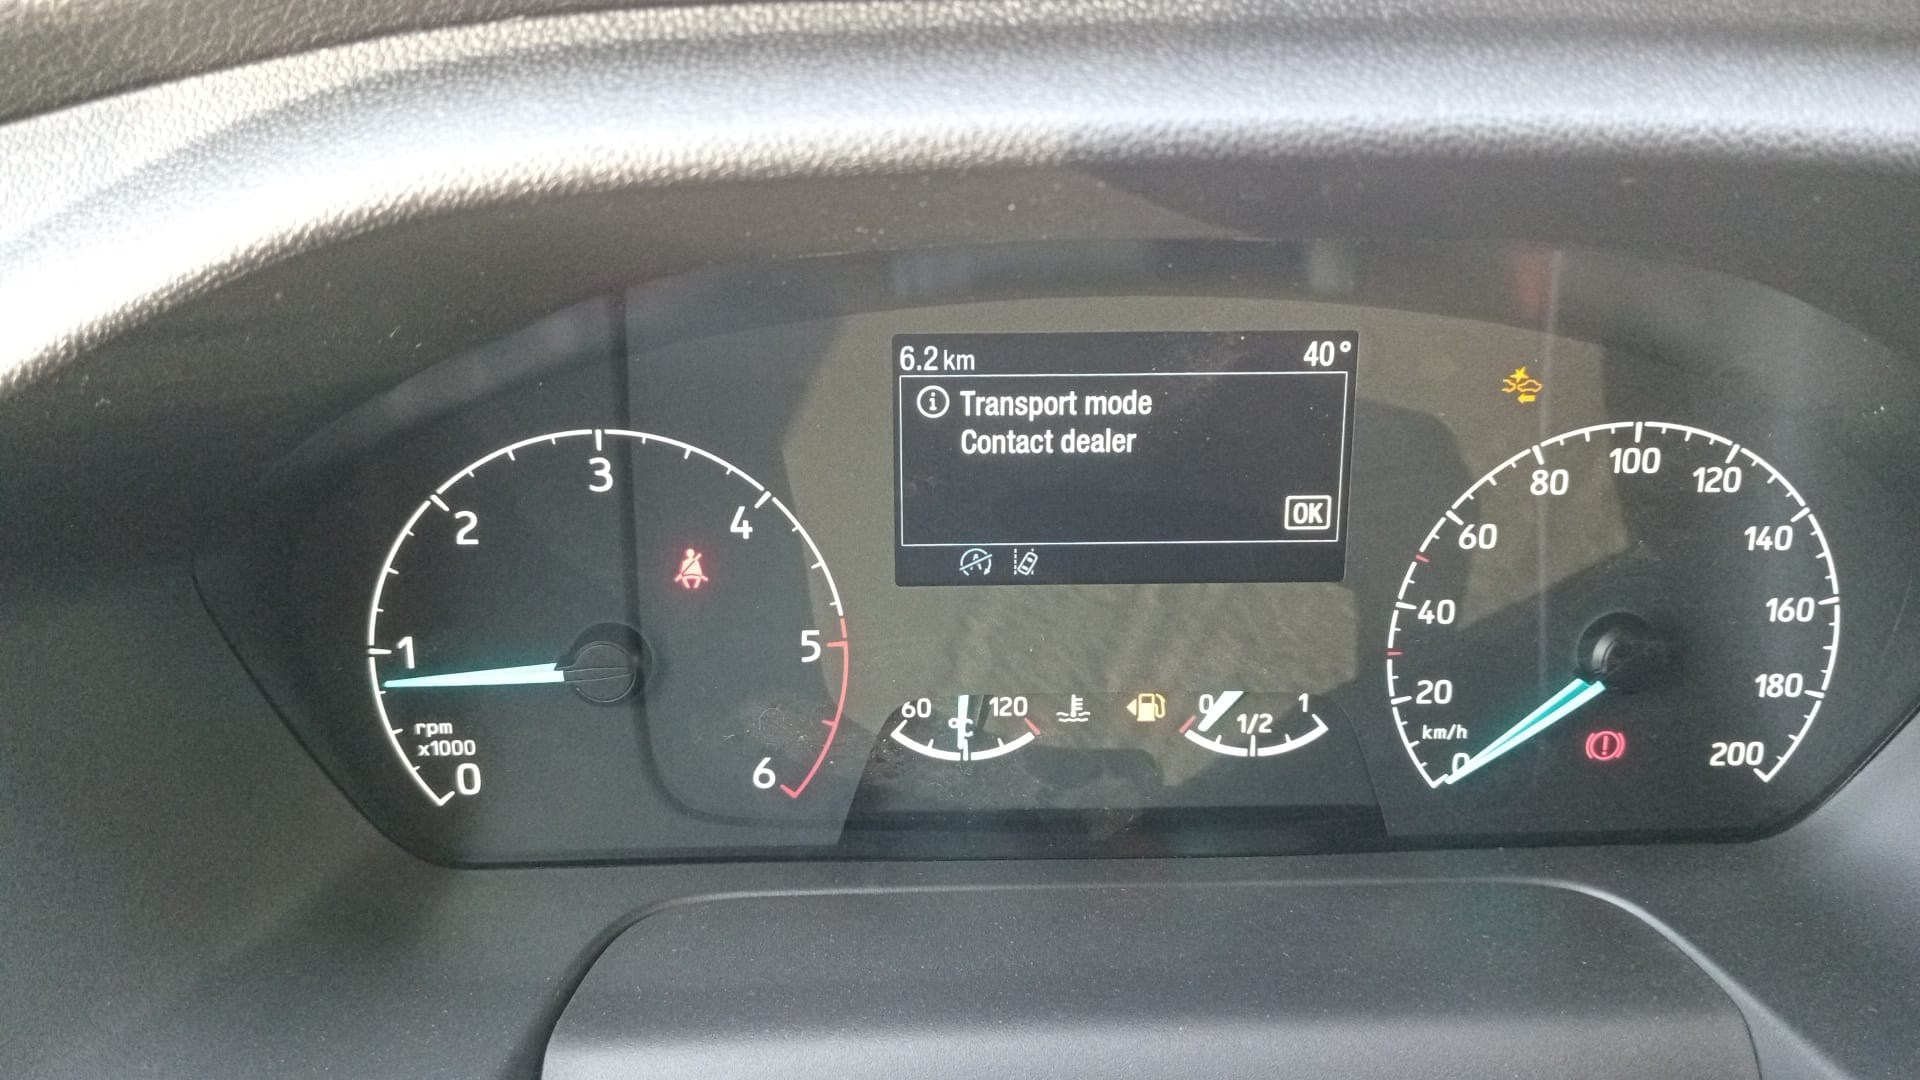 6.2 km 40°
Transport mode
Contact dealer
OK
0
1
2
3
4
5
6
rpm
x1000
60 °C 120
0 1/2 1
0
20
40
60
80
100
120
140
160
180
200
km/h